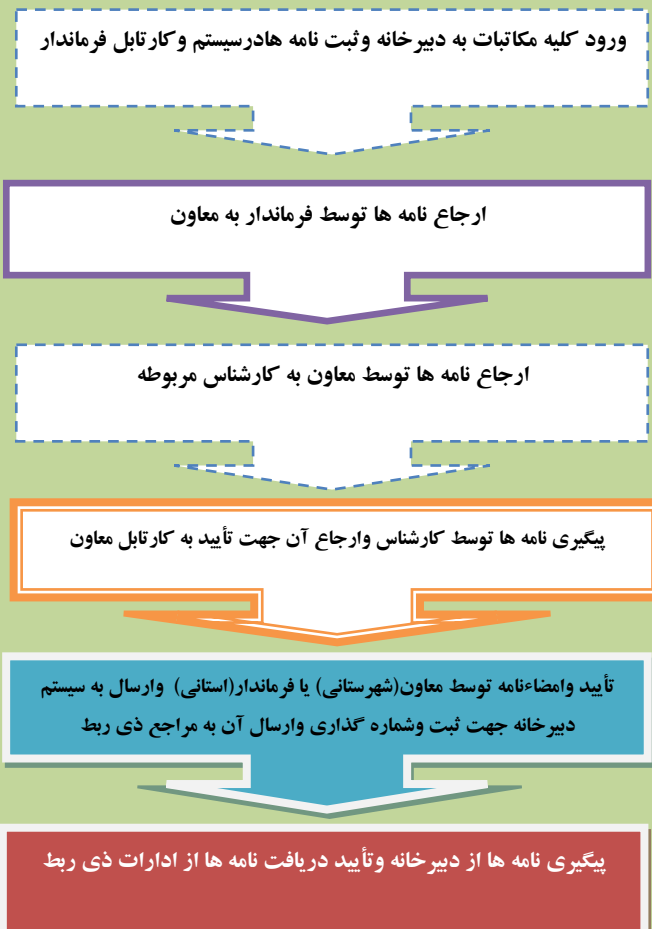 ورود کلیه مکاتبات به دبیرخانه وثبت نامه هادرسیستم وکارتابل فرماندار
ارجاع نامه ها توسط فرماندار به معاون
ارجاع نامه ها توسط معاون به کارشناس مربوطه
پیگیری نامه ها توسط کارشناس وارجاع آن جهت تأیید به کارتابل معاون
تأیید وامضاءنامه توسط معاون(شهرستانی) یا فرماندار(استانی) وارسال به سیستم
دبیرخانه جهت ثبت وشماره گذاری وارسال آن به مراجع ذی ربط
پیگیری نامه ها از دبیرخانه وتأیید دریافت نامه ها از ادارات ذی ربط